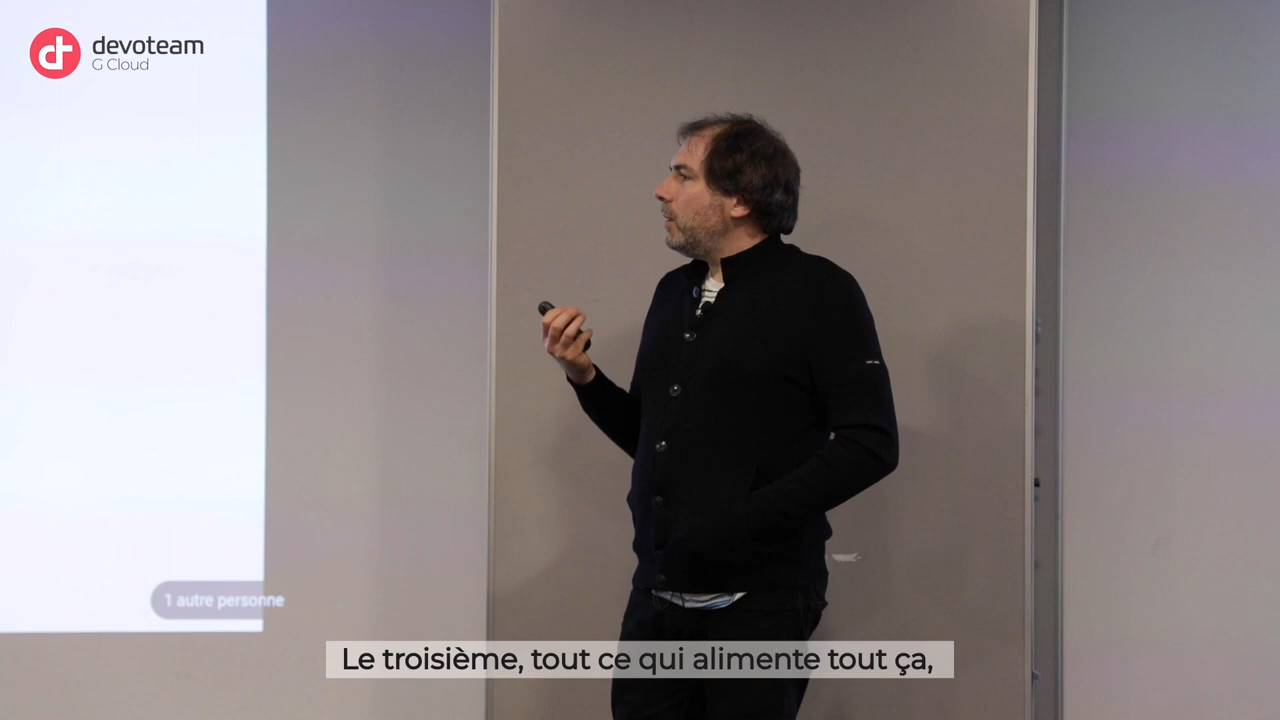 devoteam
G Cloud
1 autre personne
Le troisième, tout ce qui alimente tout ça,